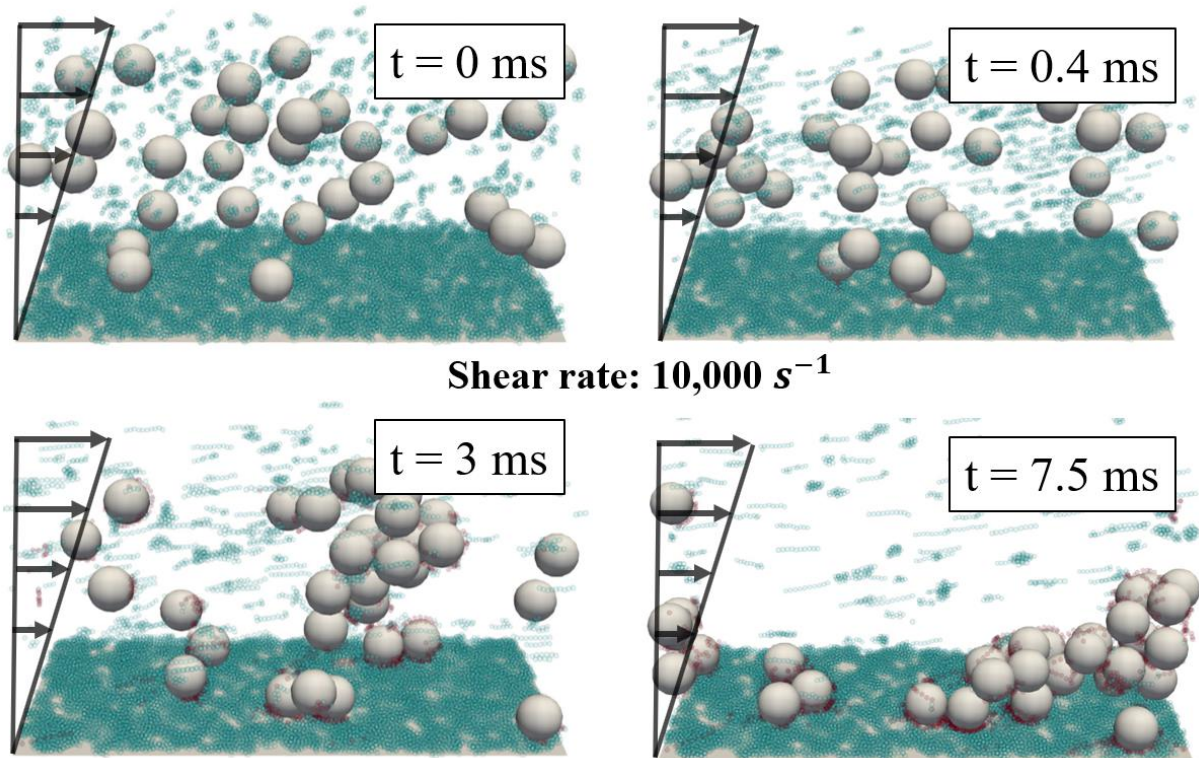 t = 0 ms
t = 0.4 ms
Shear rate: 10,000 s⁻¹
t = 3 ms
t = 7.5 ms